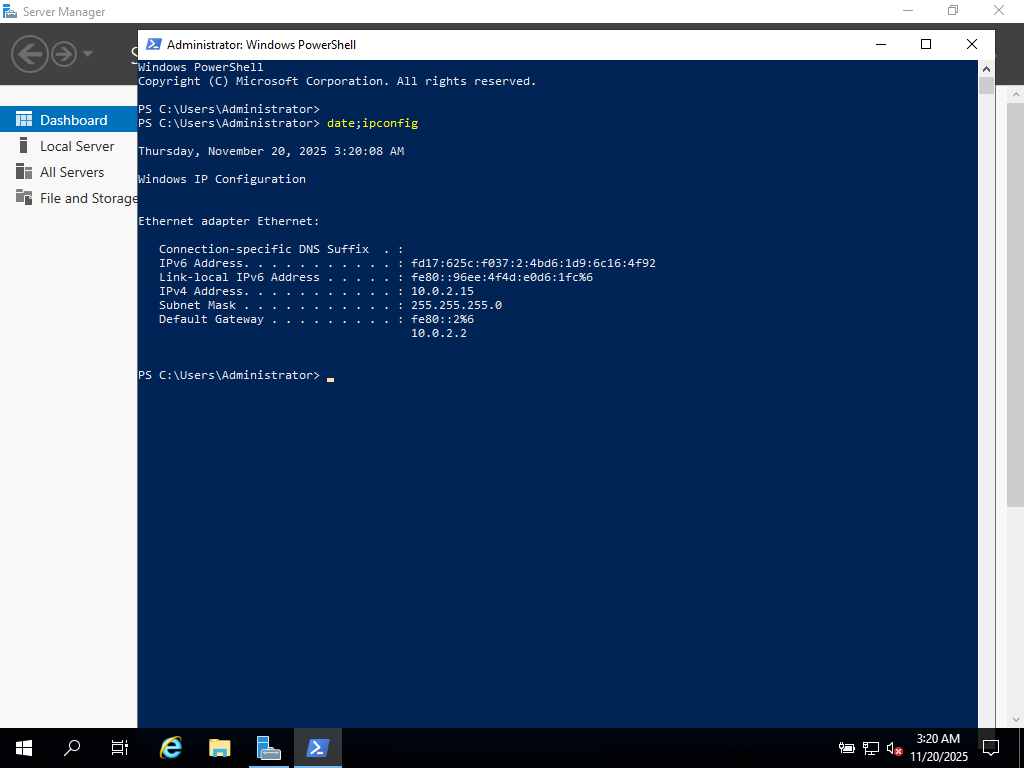 Server Manager
Administrator: Windows PowerShell
Dashboard
Local Server
All Servers
File and Storage
Windows PowerShell
Copyright (C) Microsoft Corporation. All rights reserved.
PS C:\Users\Administrator>
PS C:\Users\Administrator> date;ipconfig
Thursday, November 20, 2025 3:20:08 AM
Windows IP Configuration
Ethernet adapter Ethernet:
Connection-specific DNS Suffix  . :
IPv6 Address. . . . . . . . . . . : fd17:625c:f037:2:4bd6:1d9:6c16:4f92
Link-local IPv6 Address . . . . . : fe80::96ee:4f4d:e0d6:1fc%6
IPv4 Address. . . . . . . . . . . : 10.0.2.15
Subnet Mask . . . . . . . . . . . : 255.255.255.0
Default Gateway . . . . . . . . . : fe80::2%6
10.0.2.2
PS C:\Users\Administrator>
3:20 AM
11/20/2025